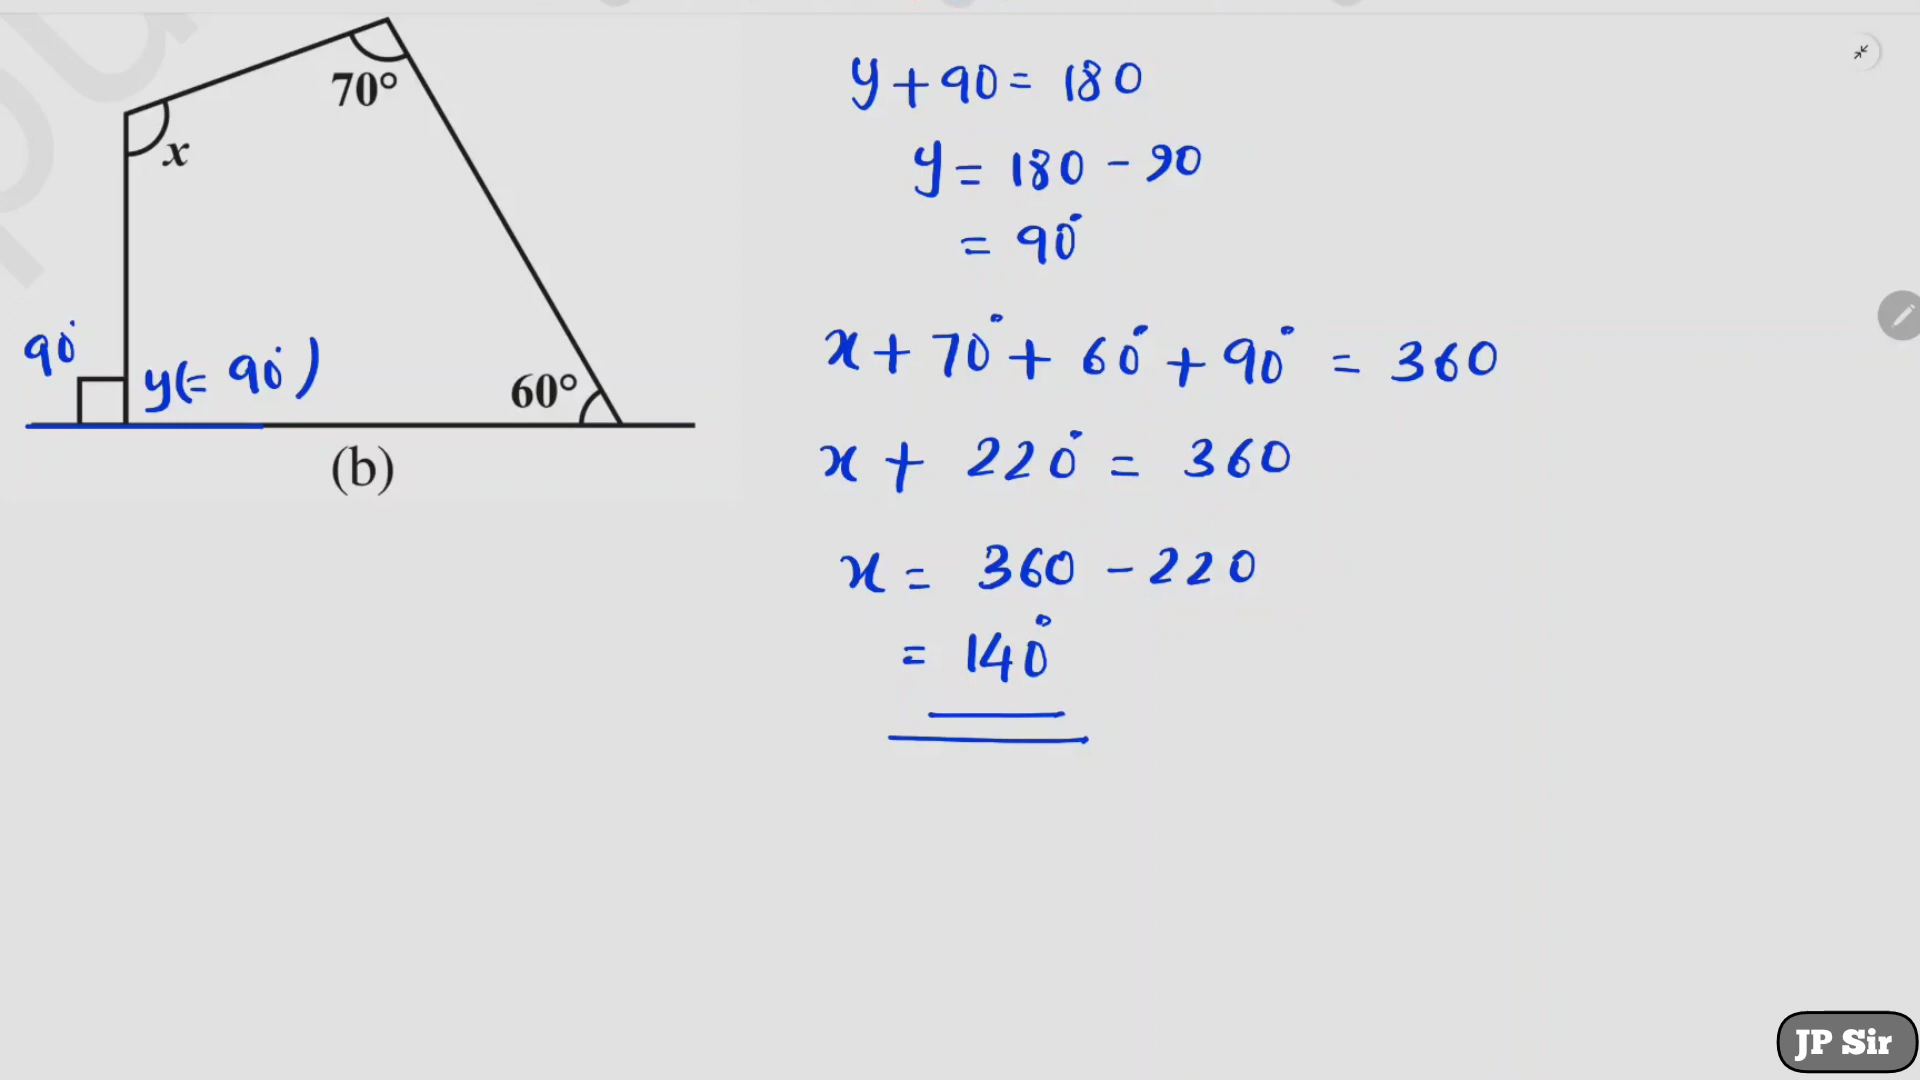 70°
x
90°
y(= 90°)
60°
(b)
y + 90 = 180
y = 180 - 90
= 90°
x + 70° + 60° + 90° = 360
x + 220° = 360
x = 360 - 220
= 140°
JP Sir